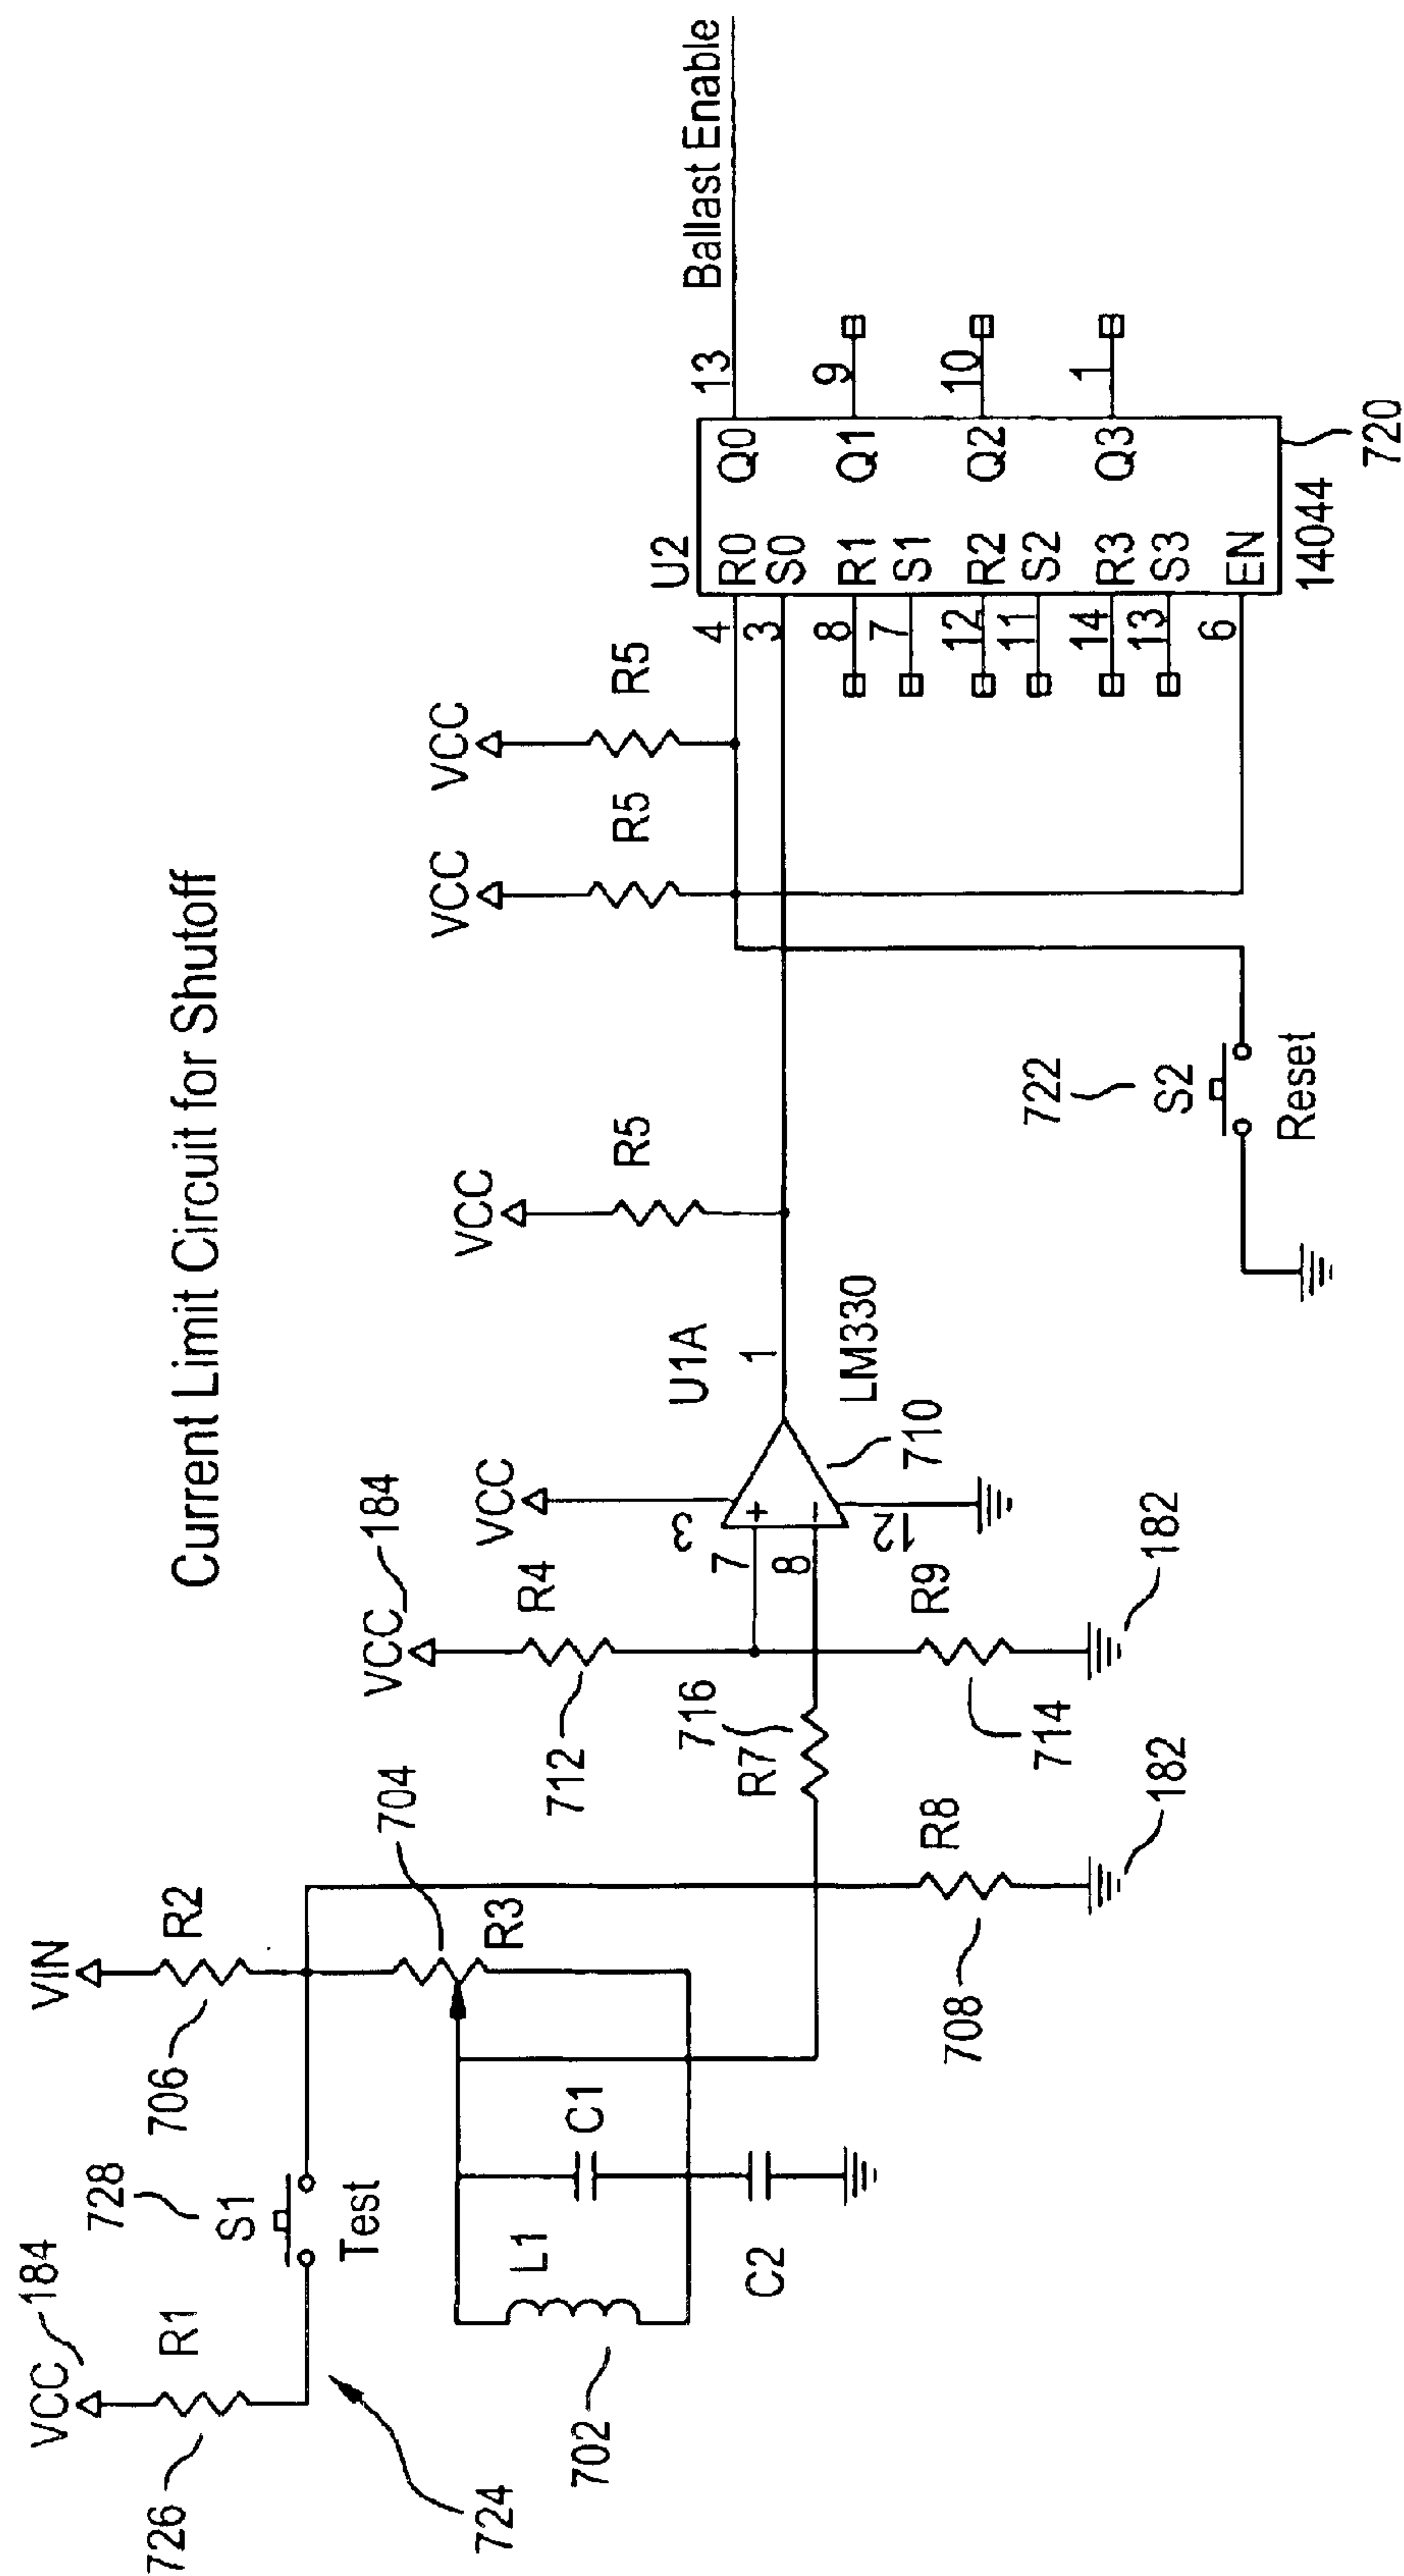 Current Limit Circuit for Shutoff
VCC 184
R1
726
724
728
S1
Test
VIN
R2
706
704
R3
L1
702
C1
C2
R8
708
182
VCC 184
R4
712
716
R7
R9
714
182
VCC
3
7
8
12
+
−
U1A
1
LM330
710
VCC
R5
VCC
R5
VCC
R5
722
S2
Reset
U2
4 R0 Q0 13 Ballast Enable
3 S0
8 R1 Q1 9
7 S1
12 R2 Q2 10
11 S2
14 R3 Q3 1
13 S3
6 EN
14044
720